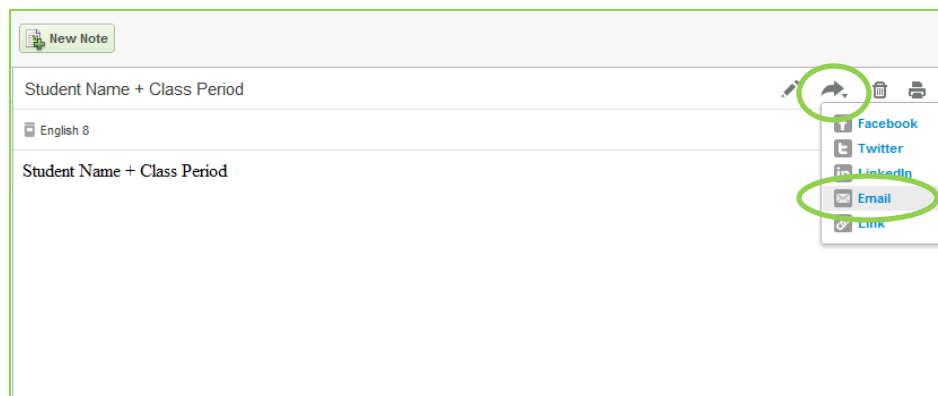 New Note
Student Name + Class Period
English 8
Student Name + Class Period
Facebook
Twitter
LinkedIn
Email
Link